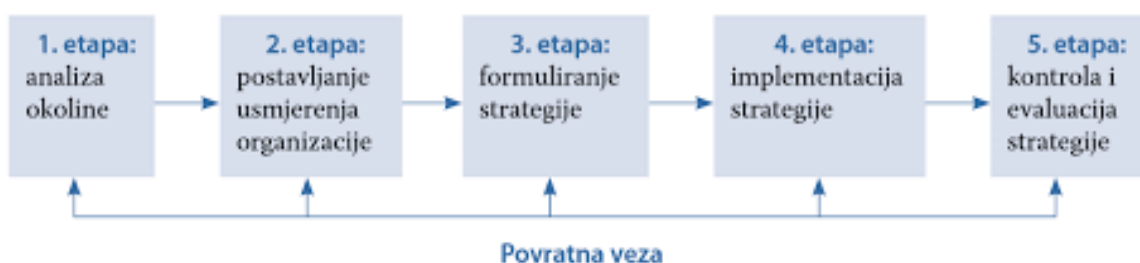 1. etapa:
analiza
okoline
2. etapa:
postavljanje
usmjerenja
organizacije
3. etapa:
formuliranje
strategije
4. etapa:
implementacija
strategije
5. etapa:
kontrola i
evaluacija
strategije
Povratna veza